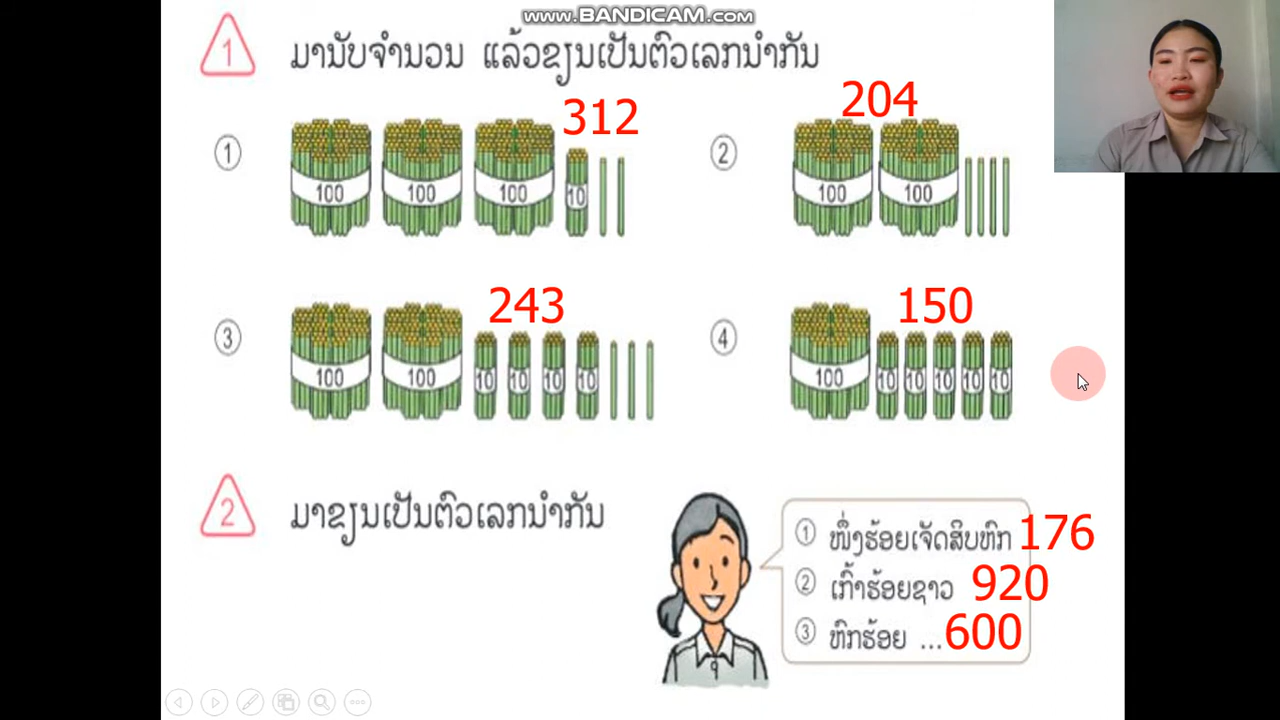 www.BANDICAM.com
1 ມານັບຈຳນວນ ແລ້ວຂຽນເປັນຕົວເລກນຳກັນ
312
204
① 100 100 100 10
② 100 100
243
150
③ 100 100 10 10 10 10
④ 100 10 10 10 10 10
2 ມາຂຽນເປັນຕົວເລກນຳກັນ
① ໜຶ່ງຮ້ອຍເຈັດສິບຫົກ 176
② ເກົ້າຮ້ອຍຊາວ 920
③ ຫົກຮ້ອຍ ...600